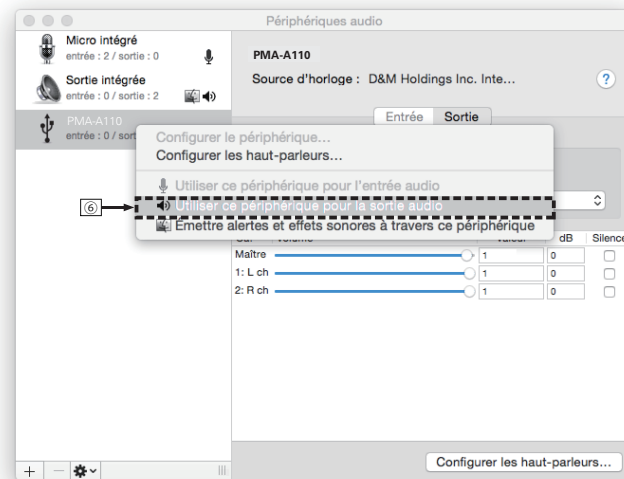 Périphériques audio
Micro intégré
entrée : 2 / sortie : 0
Sortie intégrée
entrée : 0 / sortie : 2
PMA-A110
entrée : 0 / sort
PMA-A110
Source d'horloge : D&M Holdings Inc. Inte...
?
Entrée Sortie
Configurer le périphérique...
Configurer les haut-parleurs...
Utiliser ce périphérique pour l'entrée audio
⑥ Utiliser ce périphérique pour la sortie audio
Émettre alertes et effets sonores à travers ce périphérique
Volume Valeur dB Silence
Maître 1 0
1: L ch 1 0
2: R ch 1 0
Configurer les haut-parleurs...